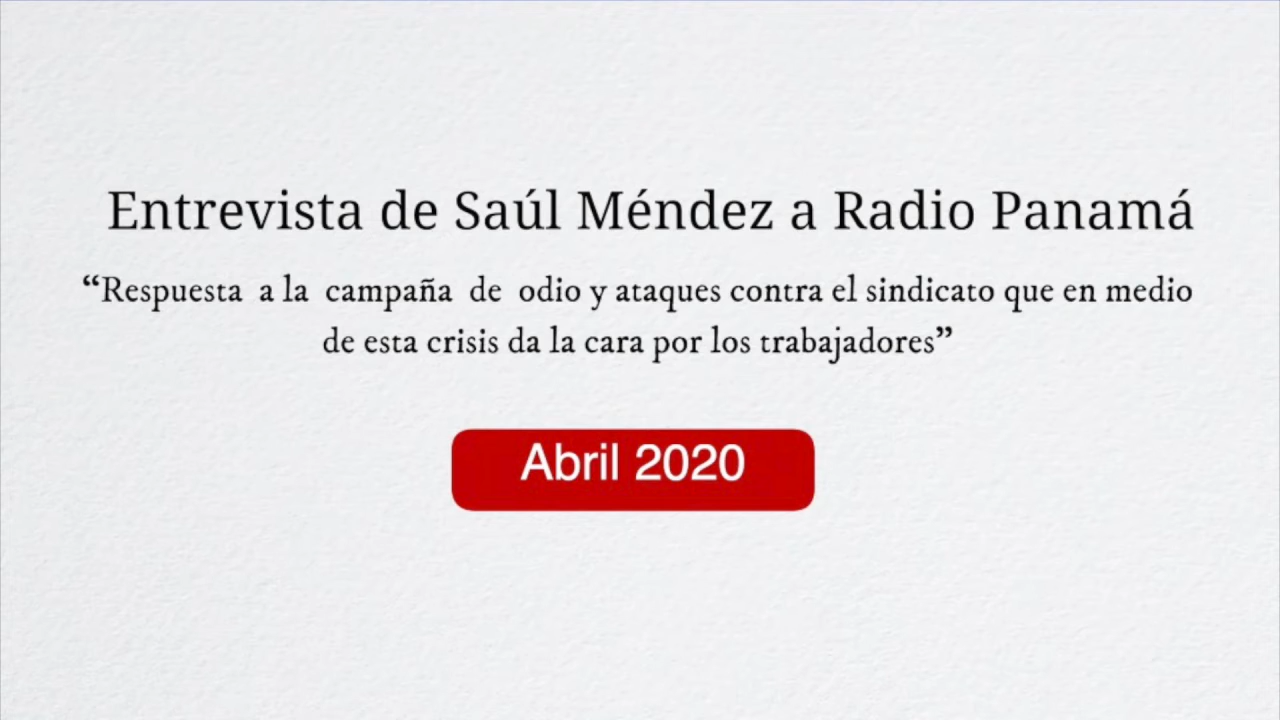 Entrevista de Saúl Méndez a Radio Panamá
“Respuesta a la campaña de odio y ataques contra el sindicato que en medio
de esta crisis da la cara por los trabajadores”
Abril 2020